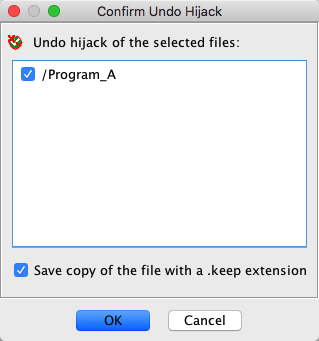 Confirm Undo Hijack
Undo hijack of the selected files:
/Program_A
Save copy of the file with a .keep extension
OK
Cancel